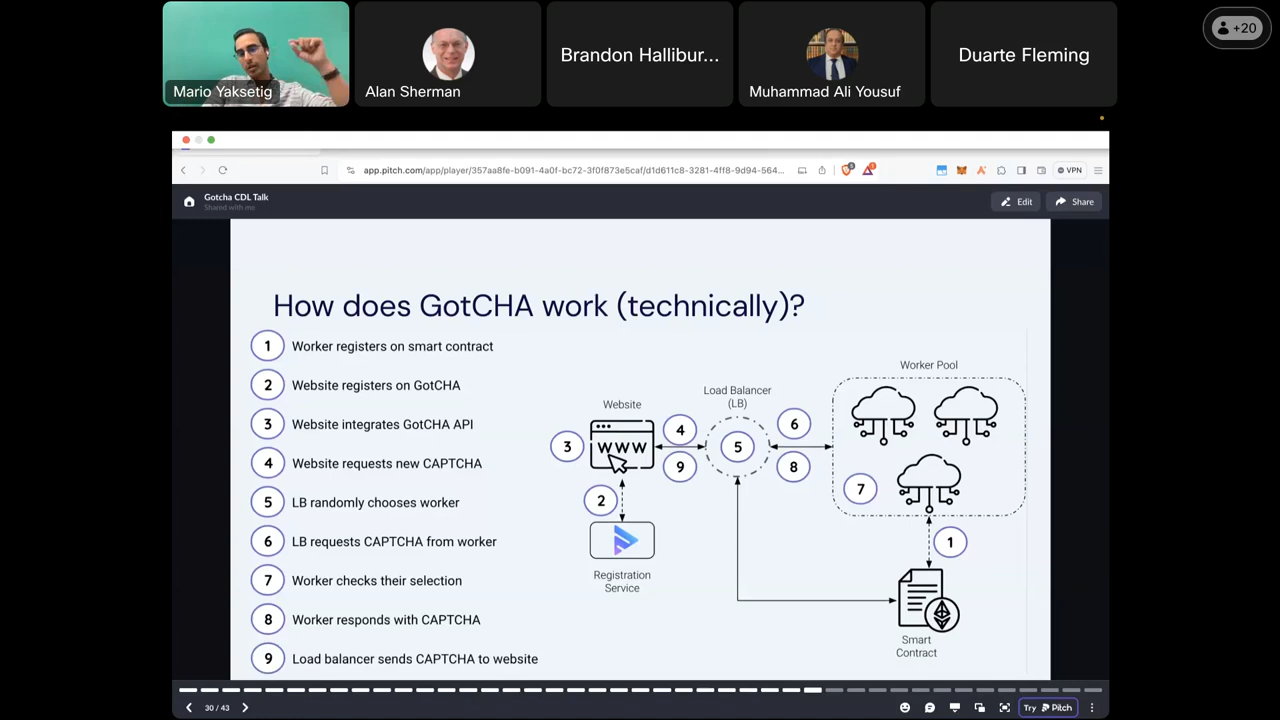 +20
Mario Yaksetig
Alan Sherman
Brandon Hallibur...
Muhammad Ali Yousuf
Duarte Fleming
app.pitch.com/app/player/357aa8fe-b091-4a0f-bc72-3f0f873e5caf/d1d611c8-3281-4ff8-9d94-564...
VPN
Gotcha CDL Talk
Shared with me
Edit
Share
How does GotCHA work (technically)?
1 Worker registers on smart contract
2 Website registers on GotCHA
3 Website integrates GotCHA API
4 Website requests new CAPTCHA
5 LB randomly chooses worker
6 LB requests CAPTCHA from worker
7 Worker checks their selection
8 Worker responds with CAPTCHA
9 Load balancer sends CAPTCHA to website
Website
Load Balancer
(LB)
Worker Pool
3
WWW
4
9
5
6
8
7
2
1
Registration
Service
Smart
Contract
30 / 43
Try Pitch